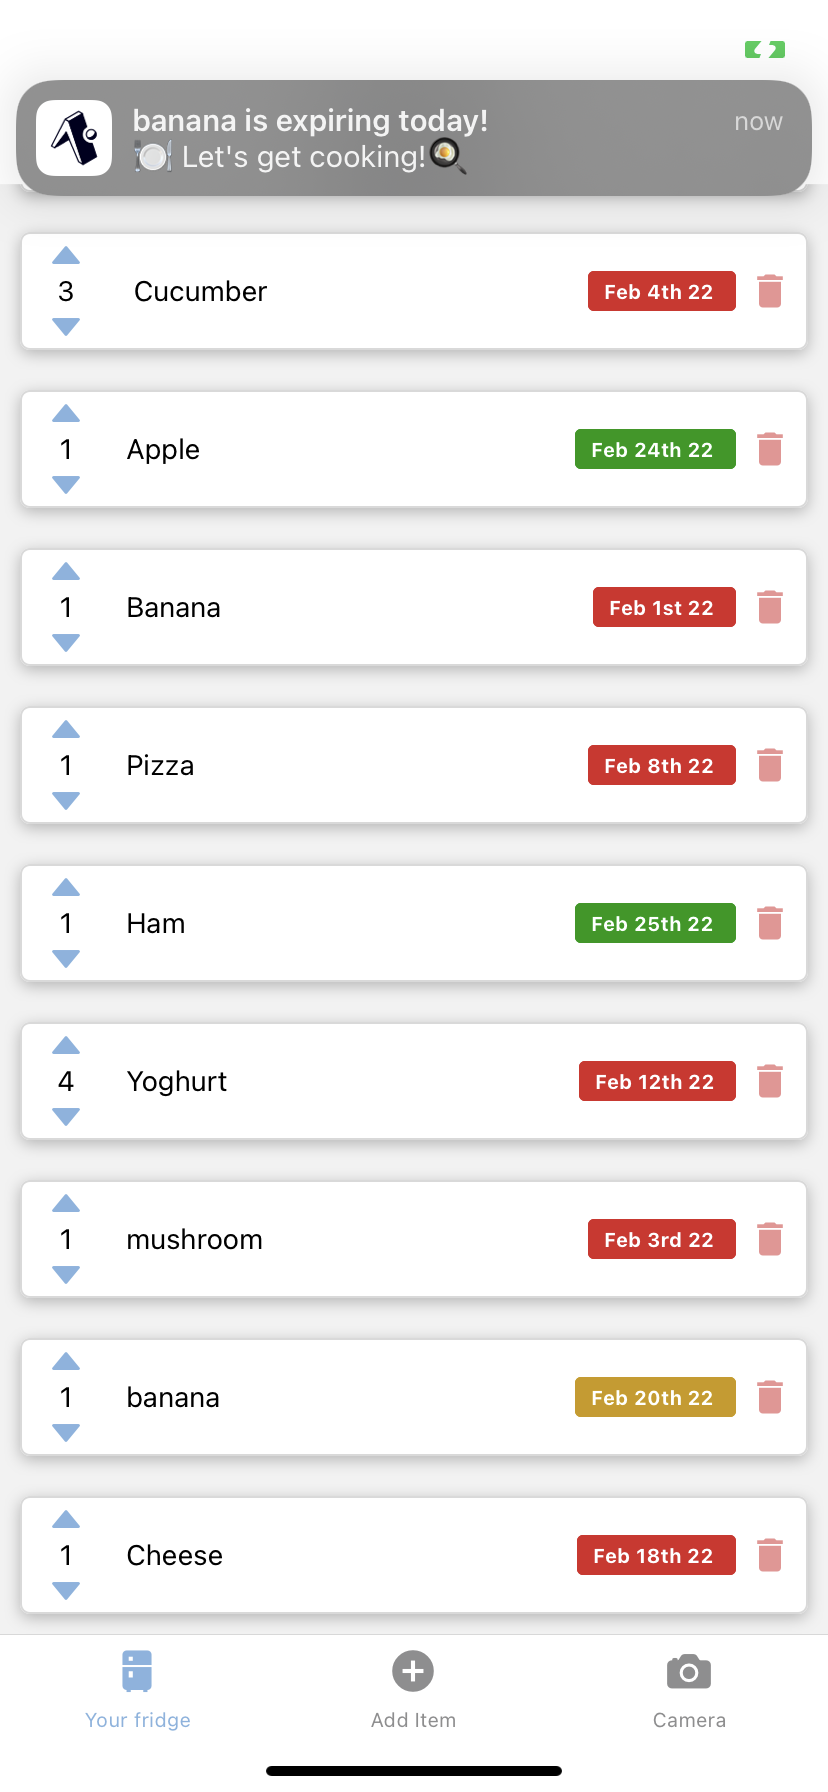 banana is expiring today!
now
🍽️ Let's get cooking!🍳
3
Cucumber
Feb 4th 22
1
Apple
Feb 24th 22
1
Banana
Feb 1st 22
1
Pizza
Feb 8th 22
1
Ham
Feb 25th 22
4
Yoghurt
Feb 12th 22
1
mushroom
Feb 3rd 22
1
banana
Feb 20th 22
1
Cheese
Feb 18th 22
Your fridge
Add Item
Camera